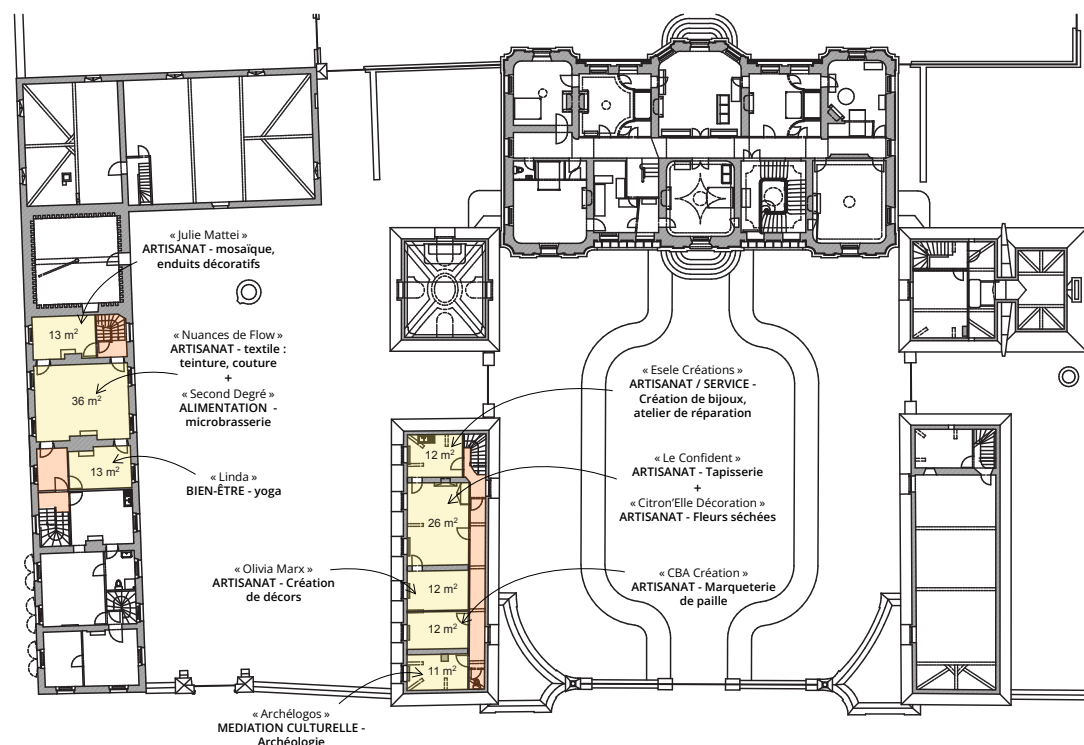 « Julie Mattei »
ARTISANAT - mosaïque,
enduits décoratifs
13 m²
« Nuances de Flow »
ARTISANAT - textile :
teinture, couture
+
« Second Degré »
ALIMENTATION -
microbrasserie
36 m²
13 m²
« Linda »
BIEN-ÊTRE - yoga
« Esele Créations »
ARTISANAT / SERVICE -
Création de bijoux,
atelier de réparation
12 m²
« Le Confident »
ARTISANAT - Tapisserie
+
« Citron'Elle Décoration »
ARTISANAT - Fleurs séchées
26 m²
« Olivia Marx »
ARTISANAT - Création
de décors
12 m²
« CBA Création »
ARTISANAT - Marqueterie
de paille
12 m²
11 m²
« Archélogos »
MEDIATION CULTURELLE -
Archéologie